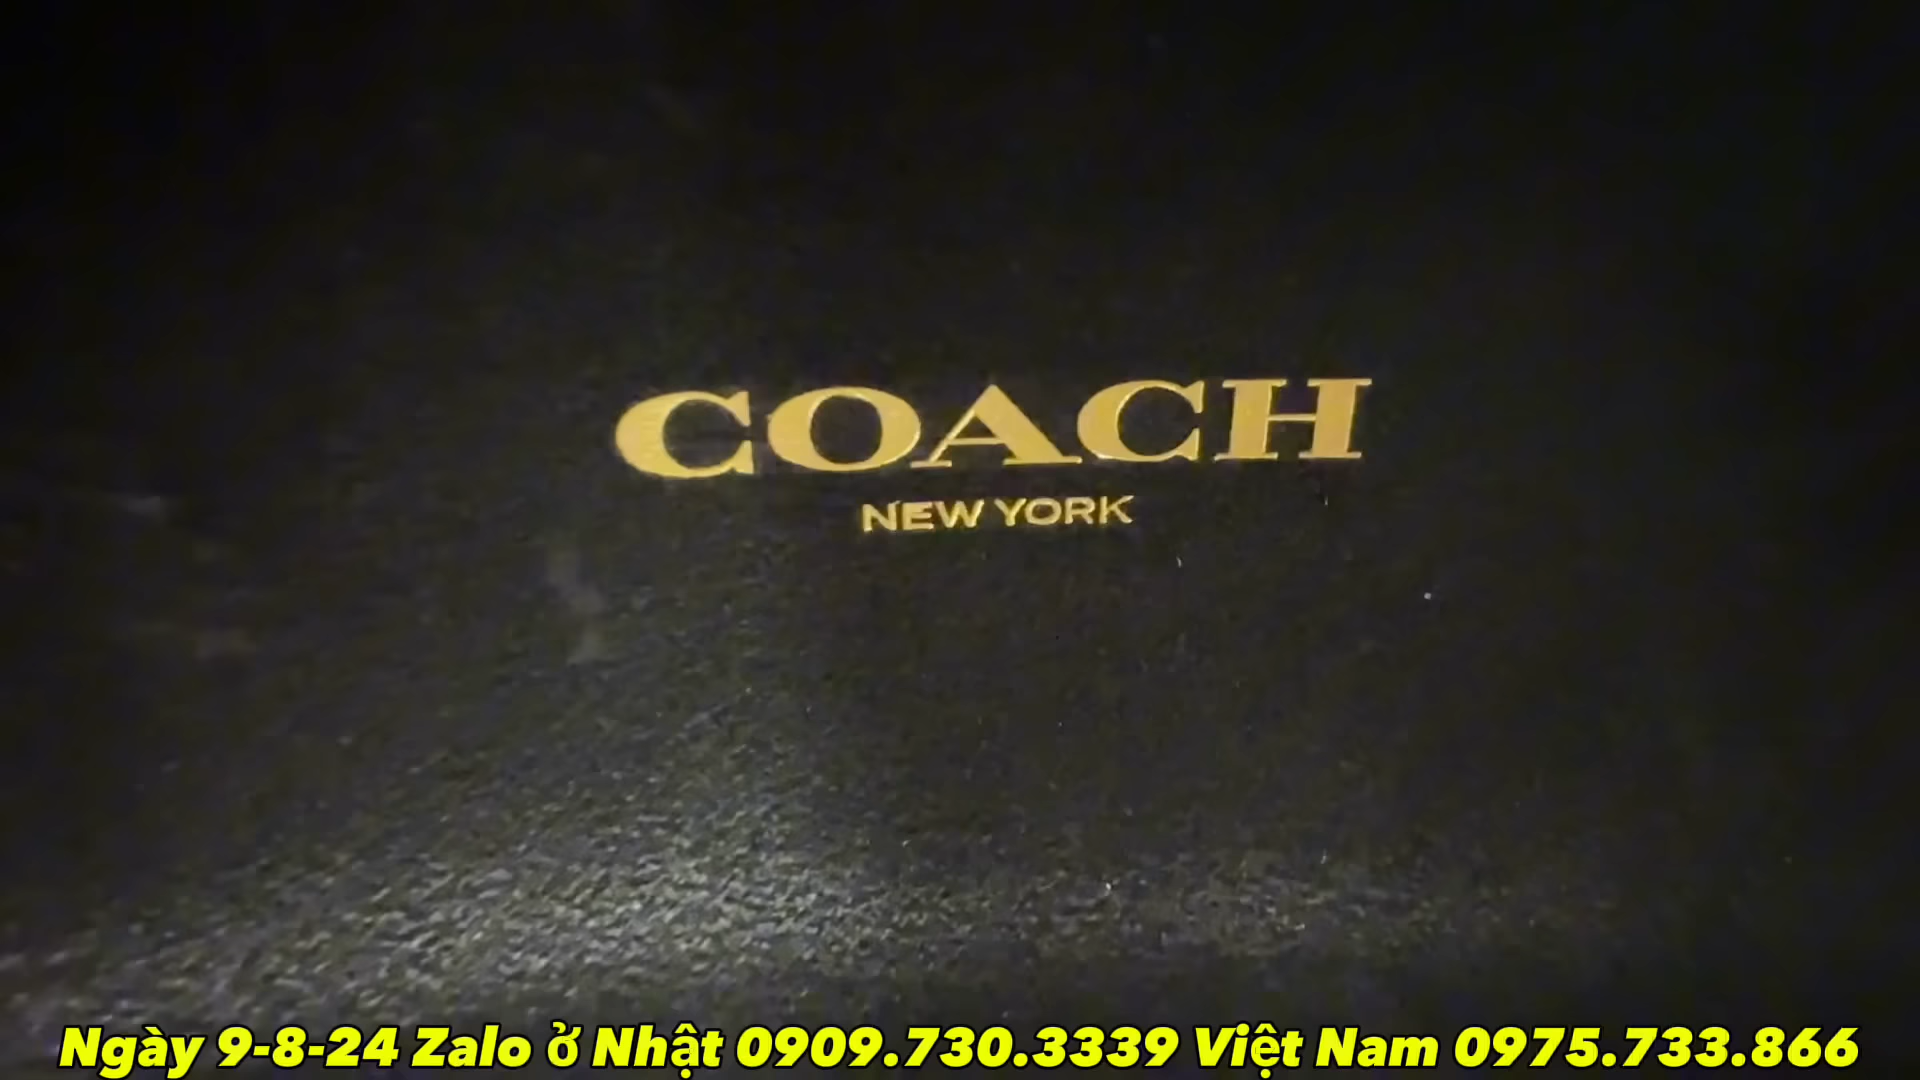 COACH
NEW YORK
Ngày 9-8-24 Zalo ở Nhật 0909.730.3339 Việt Nam 0975.733.866